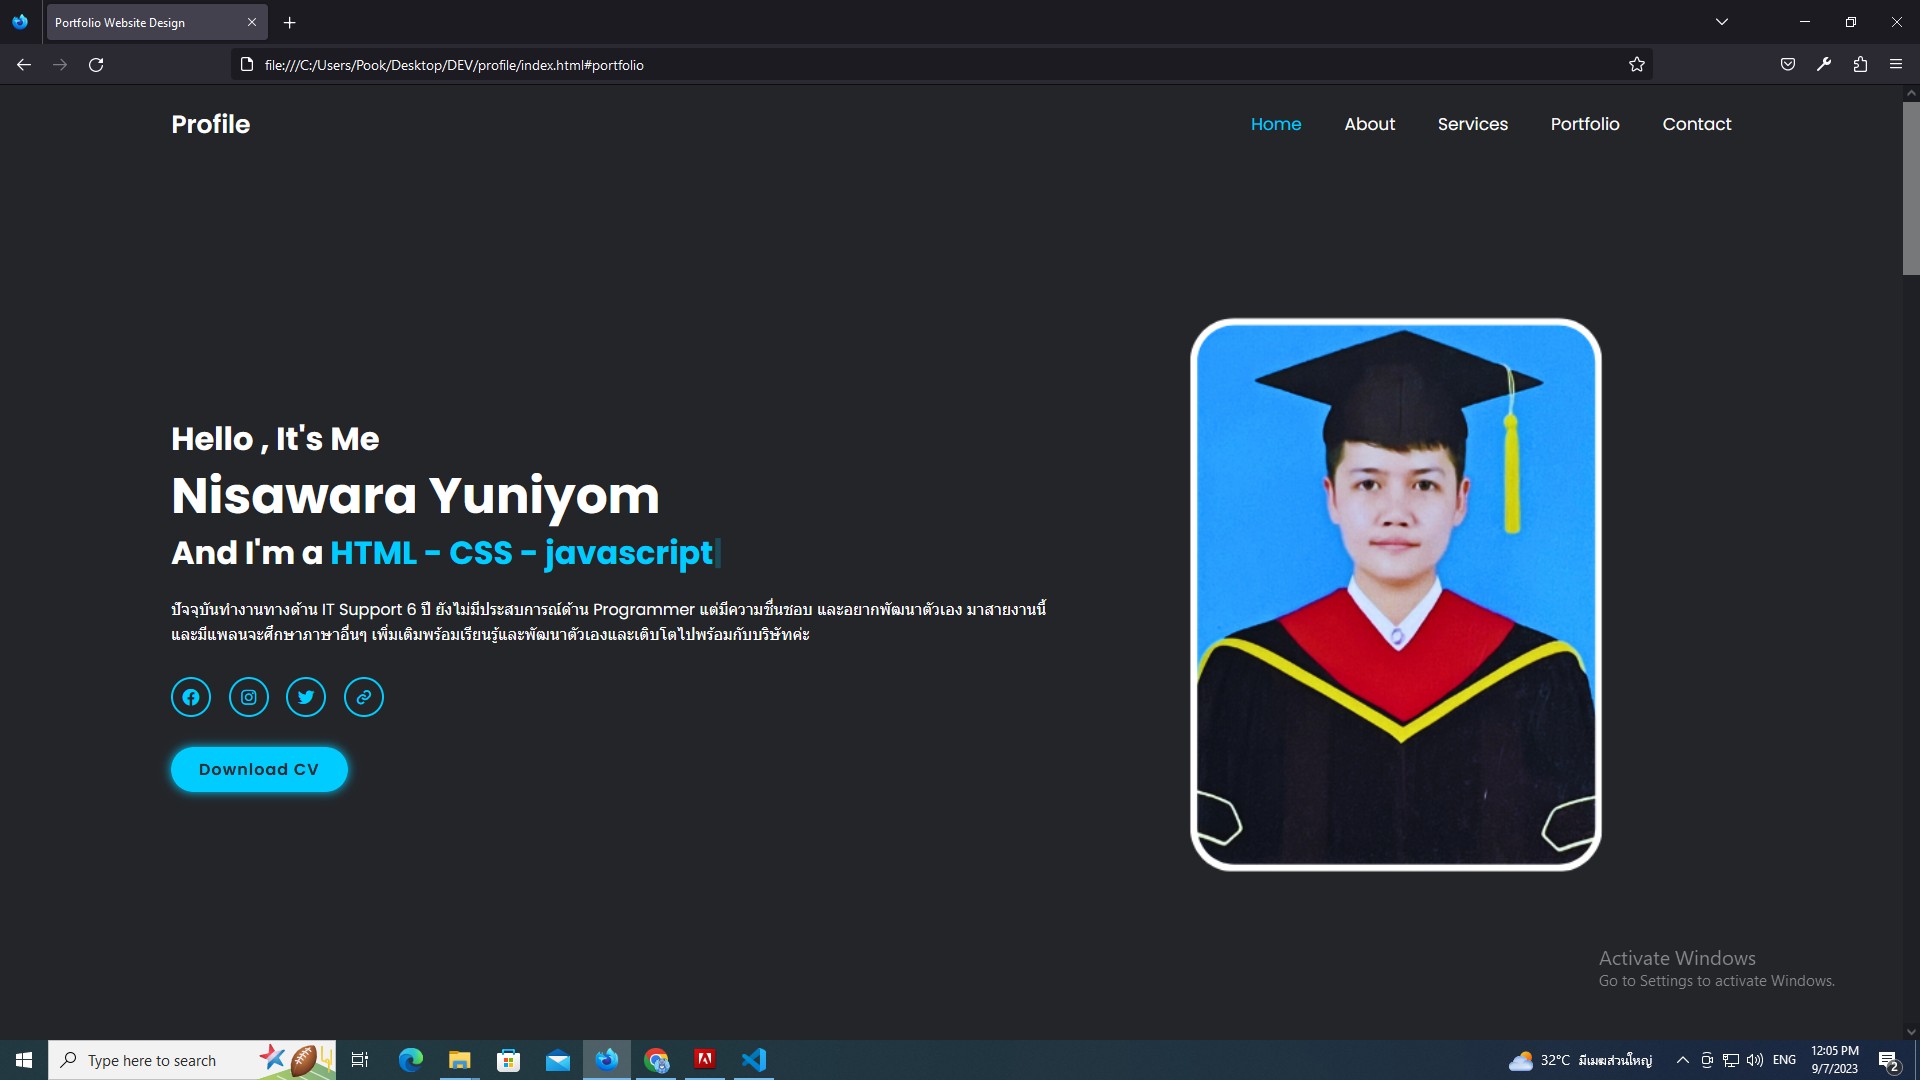 Portfolio Website Design
file:///C:/Users/Pook/Desktop/DEV/profile/index.html#portfolio
Profile
Home
About
Services
Portfolio
Contact
Hello , It's Me
Nisawara Yuniyom
And I'm a HTML - CSS - javascript
ปัจจุบันทำงานทางด้าน IT Support 6 ปี ยังไม่มีประสบการณ์ด้าน Programmer แต่มีความชื่นชอบ และอยากพัฒนาตัวเอง มาสายงานนี้
และมีแพลนจะศึกษาภาษาอื่นๆ เพิ่มเติมพร้อมเรียนรู้และพัฒนาตัวเองและเติบโตไปพร้อมกับบริษัทค่ะ
Download CV
Activate Windows
Go to Settings to activate Windows.
Type here to search
32°C มีเมฆส่วนใหญ่
ENG
12:05 PM
9/7/2023
2